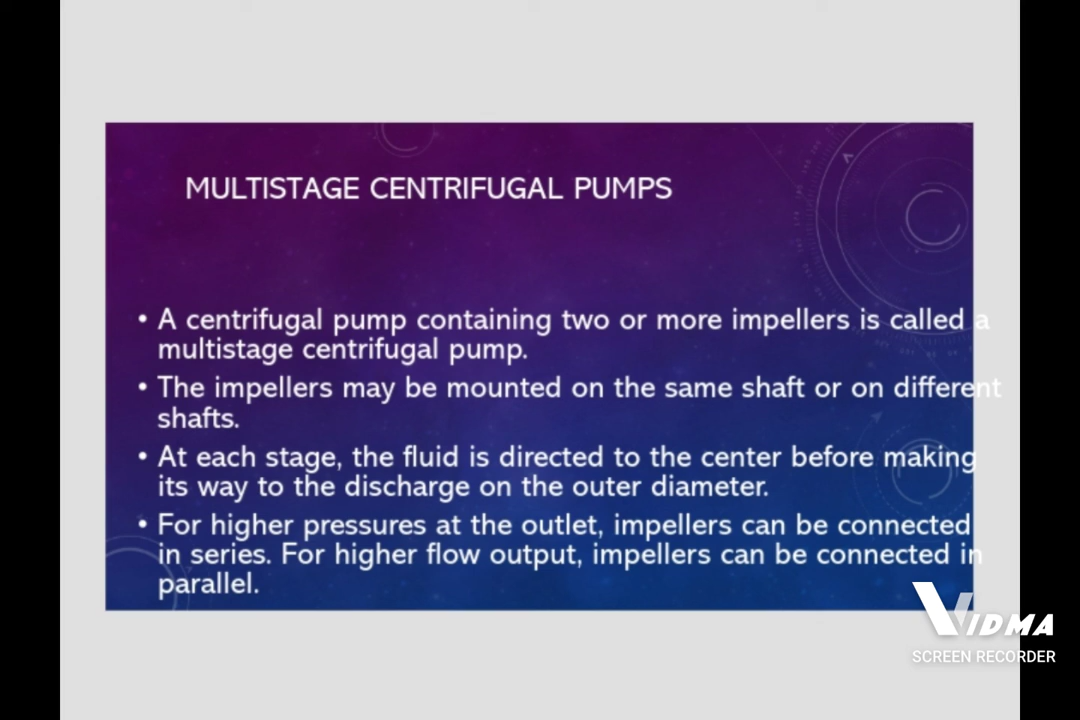 MULTISTAGE CENTRIFUGAL PUMPS
• A centrifugal pump containing two or more impellers is called a
multistage centrifugal pump.
• The impellers may be mounted on the same shaft or on different
shafts.
• At each stage, the fluid is directed to the center before making
its way to the discharge on the outer diameter.
• For higher pressures at the outlet, impellers can be connected
in series. For higher flow output, impellers can be connected in
parallel.
VIDMA
SCREEN RECORDER